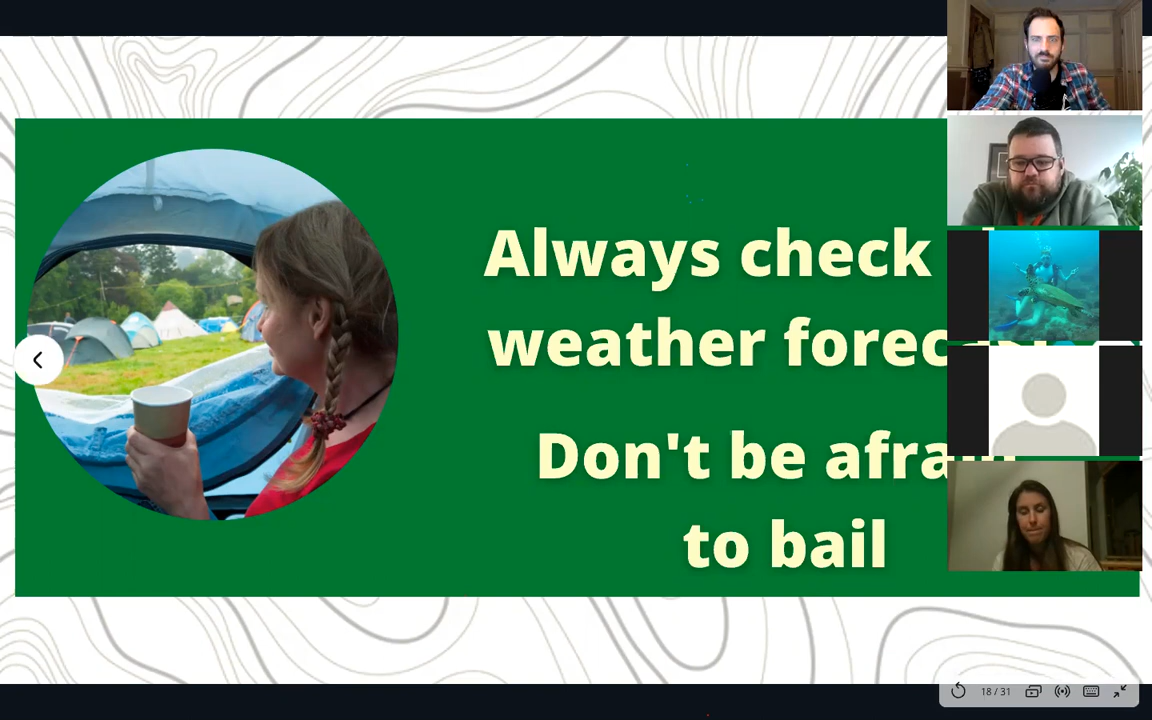 Always check
weather forec
Don't be afra
to bail
18 / 31